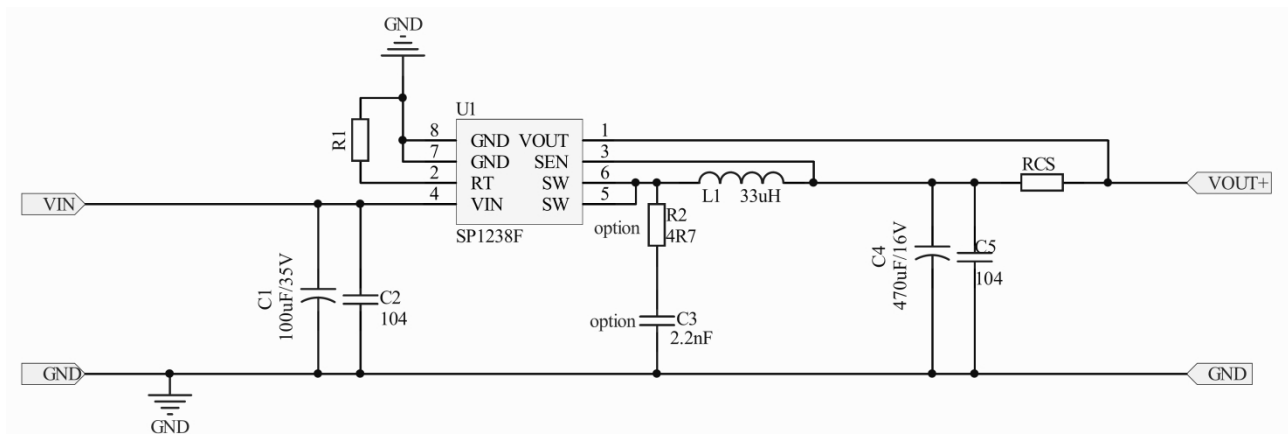 GND
U1
R1
8 GND VOUT 1
7 GND SEN 3
2 RT SW 6
4 VIN SW 5
SP1238F
VIN
L1 33uH
RCS
VOUT+
option
R2
4R7
C1
100uF/35V
C2
104
option
C3
2.2nF
C4
470uF/16V
C5
104
GND
GND
GND